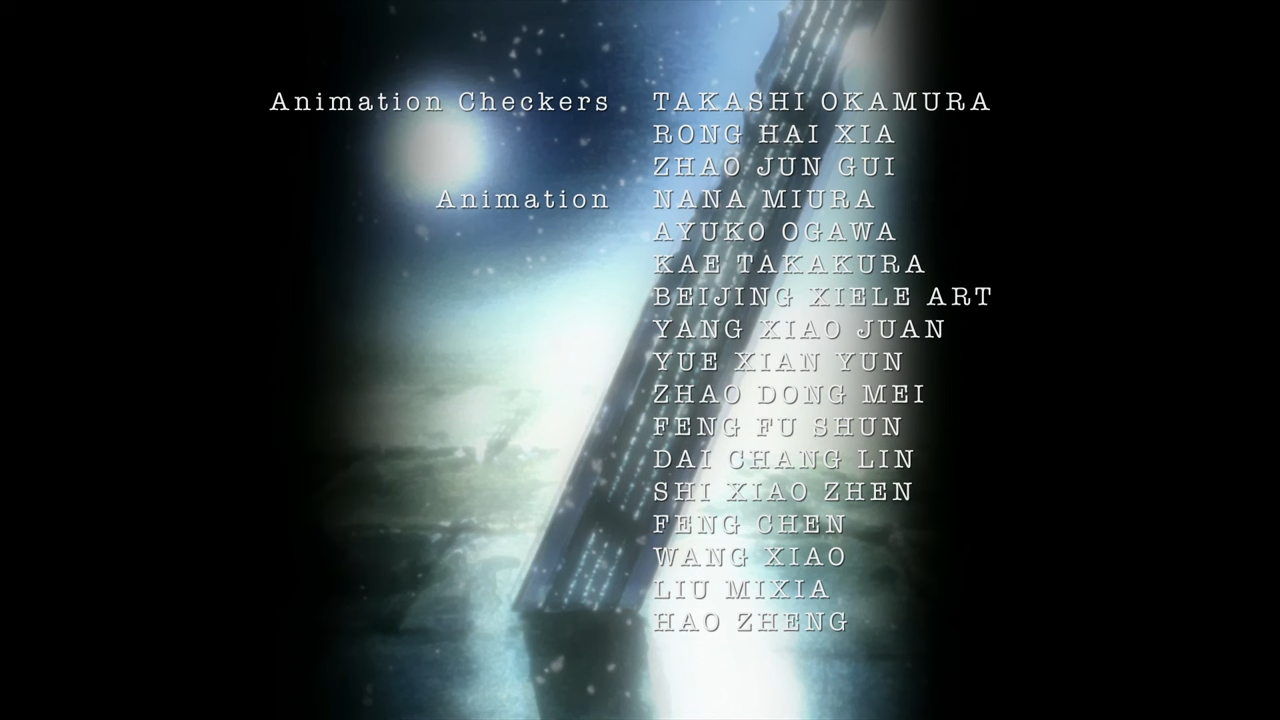 Animation Checkers TAKASHI OKAMURA
RONG HAI XIA
ZHAO JUN GUI
Animation NANA MIURA
AYUKO OGAWA
KAE TAKAKURA
BEIJING XIELE ART
YANG XIAO JUAN
YUE XIAN YUN
ZHAO DONG MEI
FENG FU SHUN
DAI CHANG LIN
SHI XIAO ZHEN
FENG CHEN
WANG XIAO
LIU MIXIA
HAO ZHENG